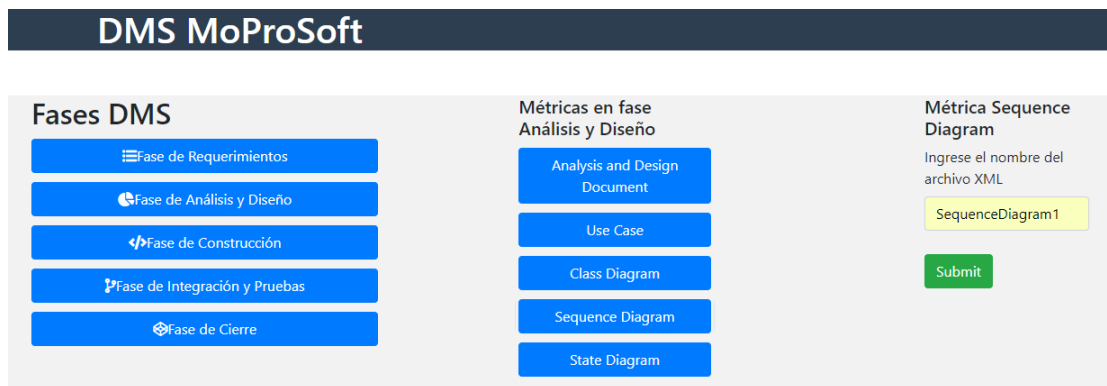 DMS MoProSoft
Fases DMS
Fase de Requerimientos
Fase de Análisis y Diseño
Fase de Construcción
Fase de Integración y Pruebas
Fase de Cierre
Métricas en fase
Análisis y Diseño
Analysis and Design
Document
Use Case
Class Diagram
Sequence Diagram
State Diagram
Métrica Sequence
Diagram
Ingrese el nombre del
archivo XML
SequenceDiagram1
Submit